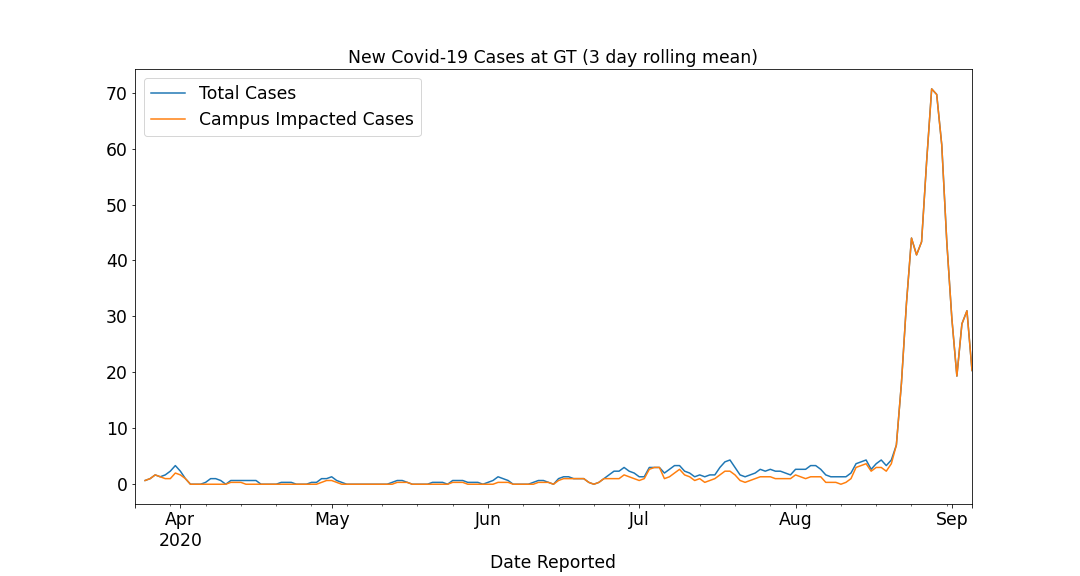 New Covid-19 Cases at GT (3 day rolling mean)
Total Cases
Campus Impacted Cases
70
60
50
40
30
20
10
0
Apr May Jun Jul Aug Sep
2020
Date Reported